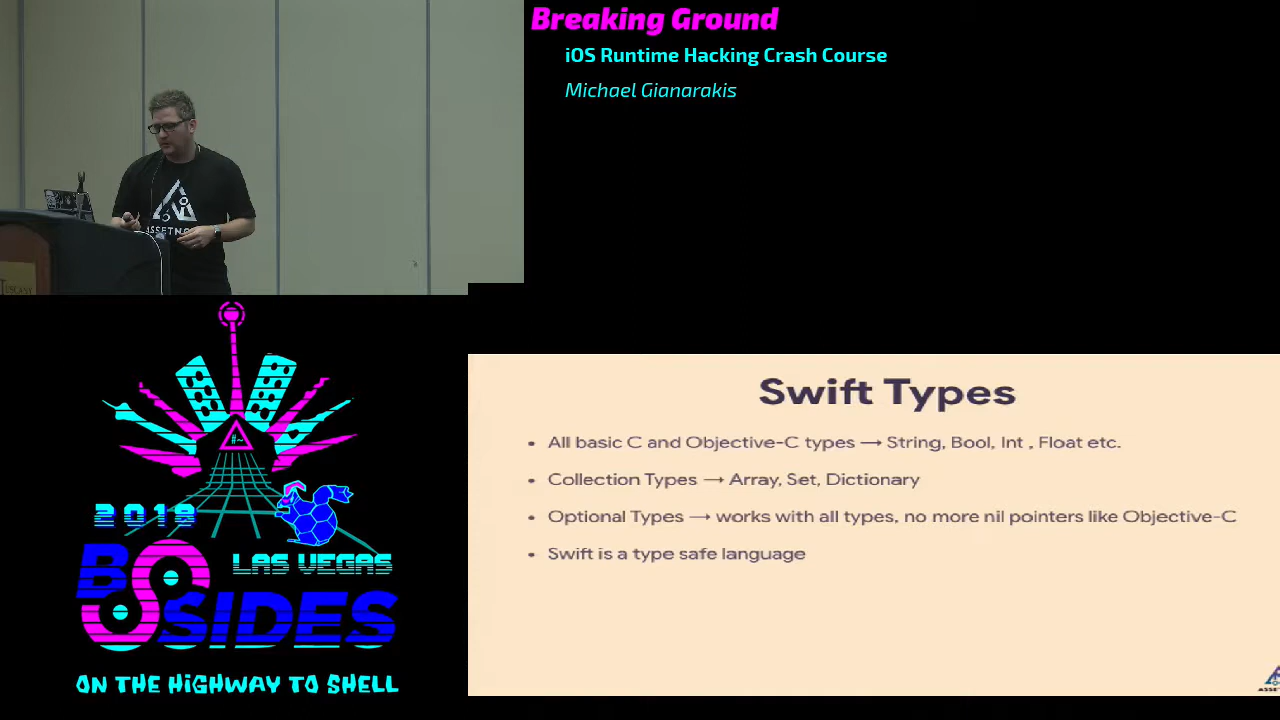 Breaking Ground
iOS Runtime Hacking Crash Course
Michael Gianarakis
TUSCANY
#~
2018
LAS VEGAS
BSIDES
ON THE HIGHWAY TO SHELL
Swift Types
• All basic C and Objective-C types → String, Bool, Int , Float etc.
• Collection Types → Array, Set, Dictionary
• Optional Types → works with all types, no more nil pointers like Objective-C
• Swift is a type safe language